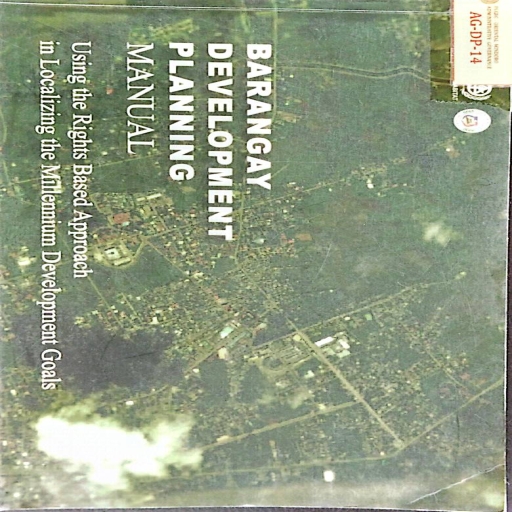 AG-DP-14
BARANGAY
DEVELOPMENT
PLANNING
MANUAL
Using the Rights Based Approach
in Localizing the Millennium Development Goals